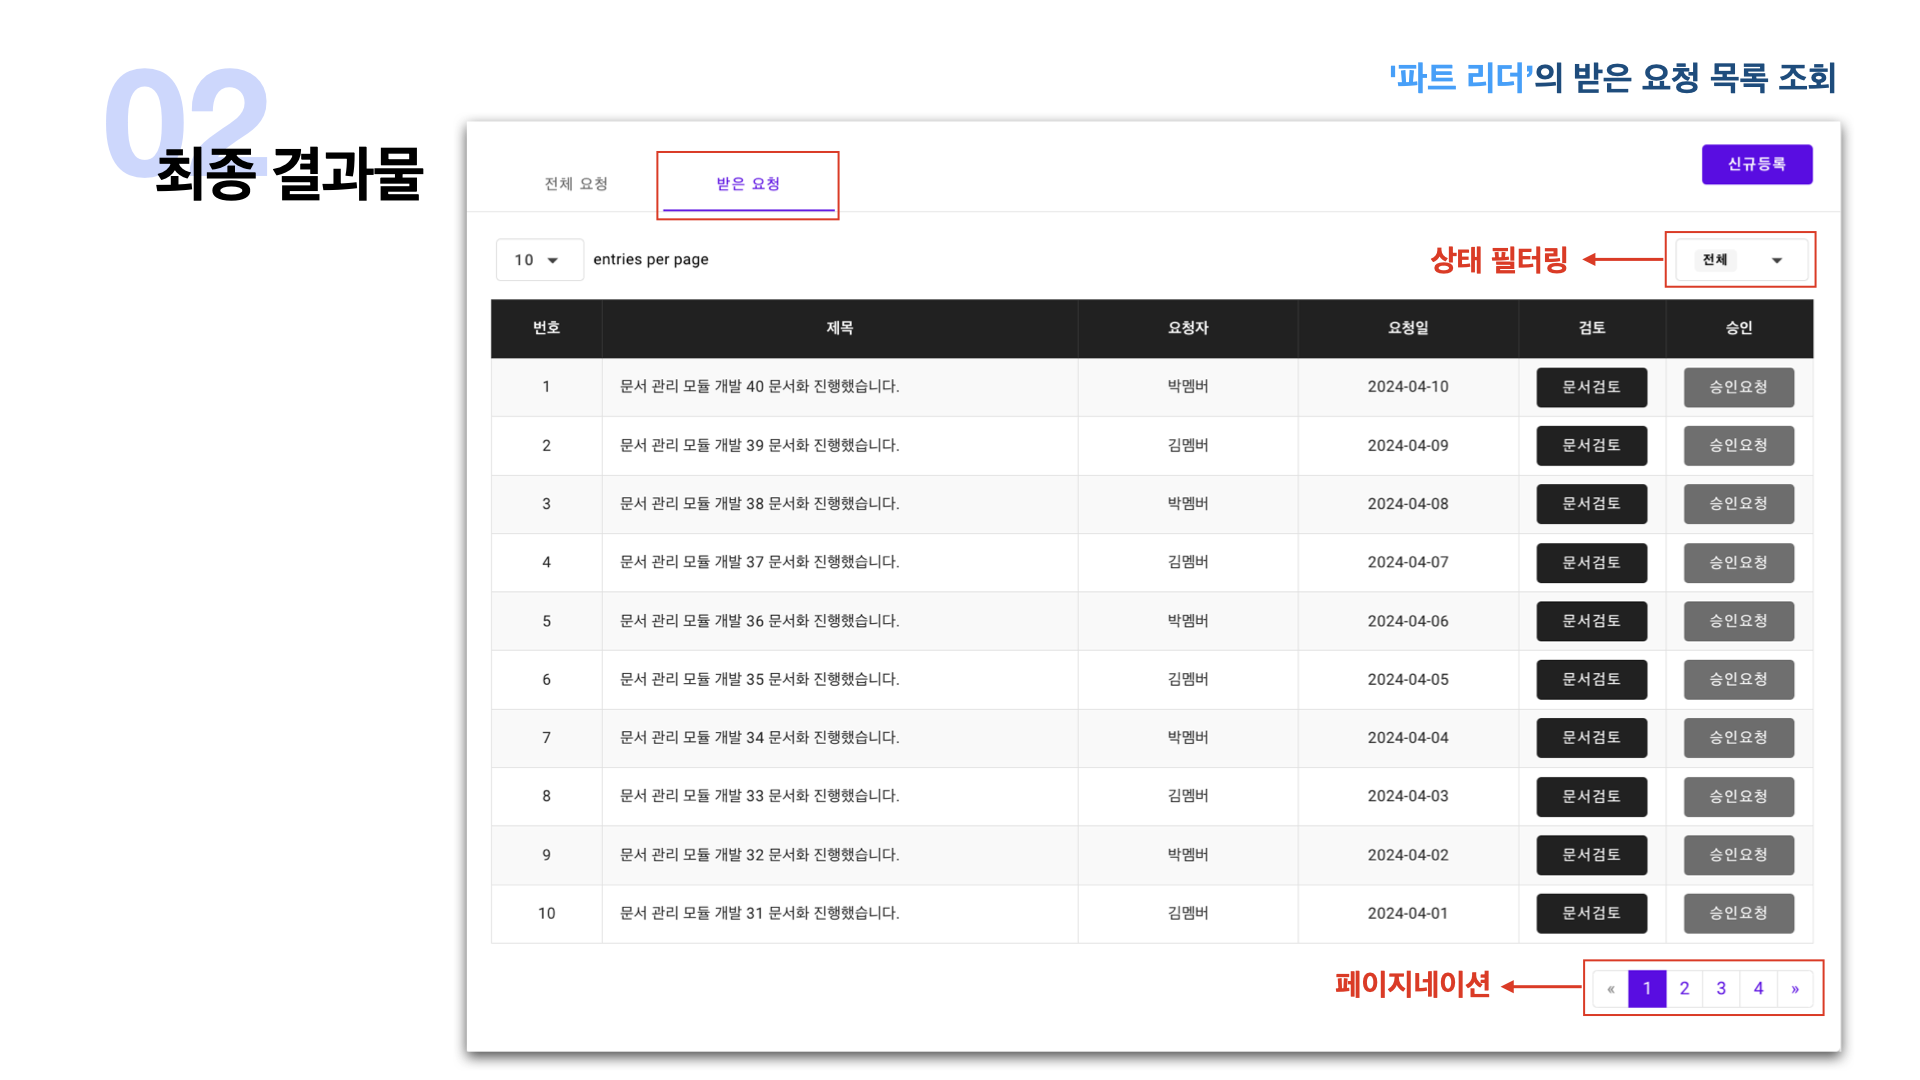 02
최종 결과물
'파트 리더’의 받은 요청 목록 조회
전체 요청 받은 요청 신규등록
10 entries per page 상태 필터링 전체
번호 제목 요청자 요청일 검토 승인
1 문서 관리 모듈 개발 40 문서화 진행했습니다. 박멤버 2024-04-10 문서검토 승인요청
2 문서 관리 모듈 개발 39 문서화 진행했습니다. 김멤버 2024-04-09 문서검토 승인요청
3 문서 관리 모듈 개발 38 문서화 진행했습니다. 박멤버 2024-04-08 문서검토 승인요청
4 문서 관리 모듈 개발 37 문서화 진행했습니다. 김멤버 2024-04-07 문서검토 승인요청
5 문서 관리 모듈 개발 36 문서화 진행했습니다. 박멤버 2024-04-06 문서검토 승인요청
6 문서 관리 모듈 개발 35 문서화 진행했습니다. 김멤버 2024-04-05 문서검토 승인요청
7 문서 관리 모듈 개발 34 문서화 진행했습니다. 박멤버 2024-04-04 문서검토 승인요청
8 문서 관리 모듈 개발 33 문서화 진행했습니다. 김멤버 2024-04-03 문서검토 승인요청
9 문서 관리 모듈 개발 32 문서화 진행했습니다. 박멤버 2024-04-02 문서검토 승인요청
10 문서 관리 모듈 개발 31 문서화 진행했습니다. 김멤버 2024-04-01 문서검토 승인요청
페이지네이션 « 1 2 3 4 »